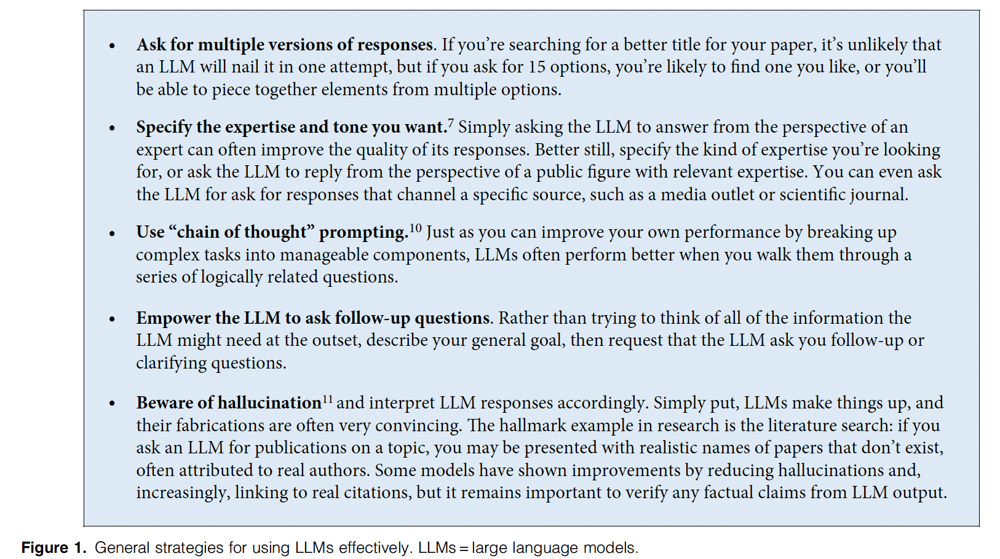 • Ask for multiple versions of responses. If you’re searching for a better title for your paper, it’s unlikely that
an LLM will nail it in one attempt, but if you ask for 15 options, you’re likely to find one you like, or you’ll
be able to piece together elements from multiple options.
• Specify the expertise and tone you want.⁷ Simply asking the LLM to answer from the perspective of an
expert can often improve the quality of its responses. Better still, specify the kind of expertise you’re looking
for, or ask the LLM to reply from the perspective of a public figure with relevant expertise. You can even ask
the LLM for ask for responses that channel a specific source, such as a media outlet or scientific journal.
• Use “chain of thought” prompting.¹⁰ Just as you can improve your own performance by breaking up
complex tasks into manageable components, LLMs often perform better when you walk them through a
series of logically related questions.
• Empower the LLM to ask follow-up questions. Rather than trying to think of all of the information the
LLM might need at the outset, describe your general goal, then request that the LLM ask you follow-up or
clarifying questions.
• Beware of hallucination¹¹ and interpret LLM responses accordingly. Simply put, LLMs make things up, and
their fabrications are often very convincing. The hallmark example in research is the literature search: if you
ask an LLM for publications on a topic, you may be presented with realistic names of papers that don’t exist,
often attributed to real authors. Some models have shown improvements by reducing hallucinations and,
increasingly, linking to real citations, but it remains important to verify any factual claims from LLM output.
Figure 1. General strategies for using LLMs effectively. LLMs = large language models.